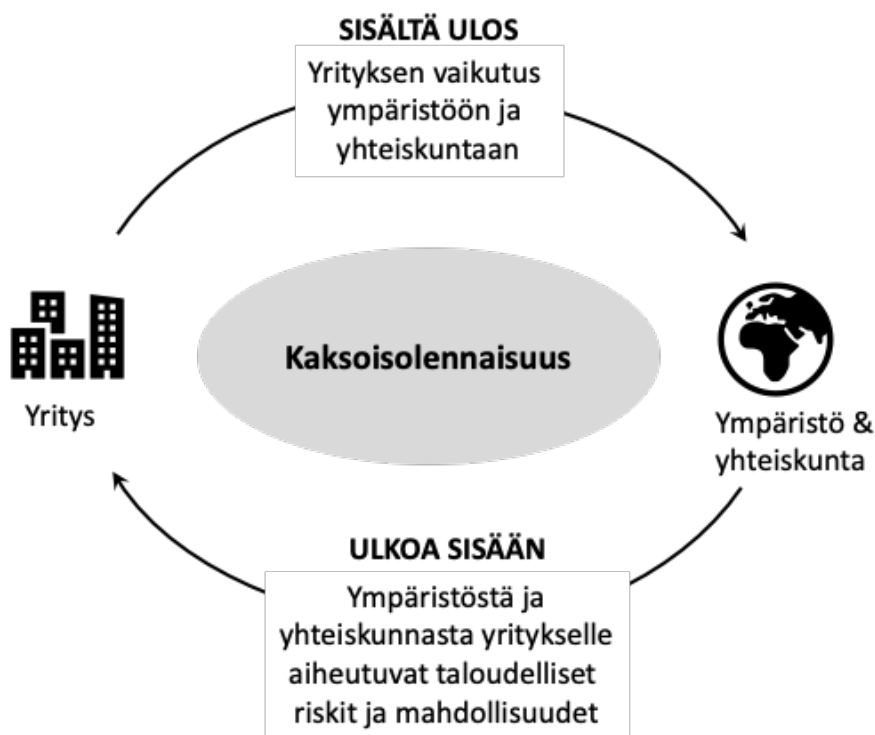 SISÄLTÄ ULOS
Yrityksen vaikutus
ympäristöön ja
yhteiskuntaan
Kaksoisolennaisuus
Yritys
Ympäristö &
yhteiskunta
ULKOA SISÄÄN
Ympäristöstä ja
yhteiskunnasta yritykselle
aiheutuvat taloudelliset
riskit ja mahdollisuudet